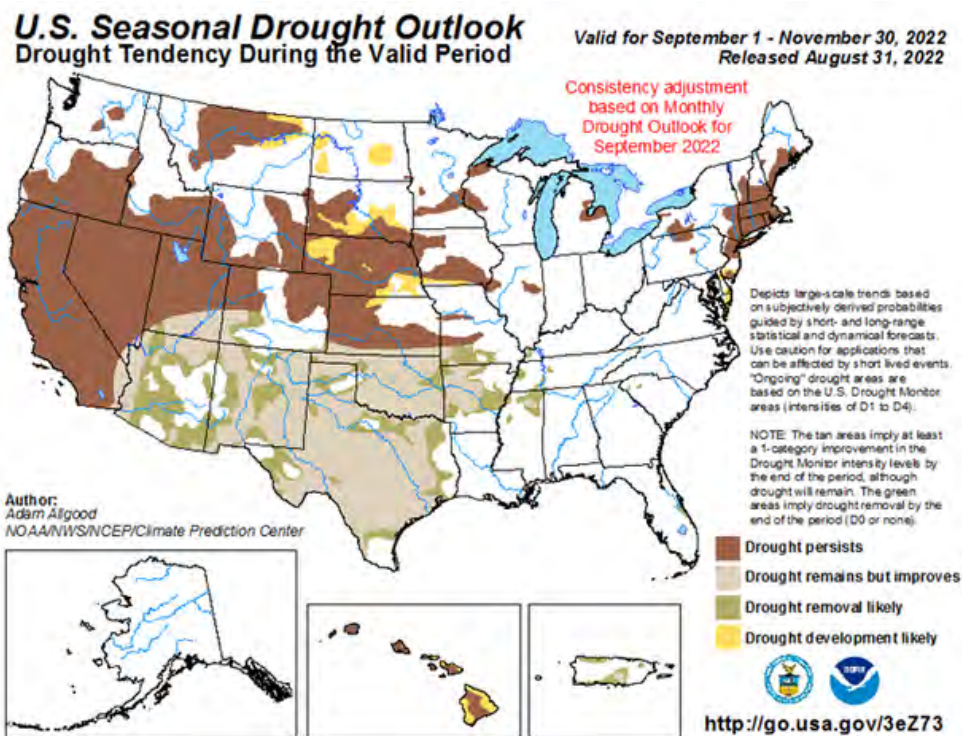 U.S. Seasonal Drought Outlook
Drought Tendency During the Valid Period
Valid for September 1 - November 30, 2022
Released August 31, 2022
Consistency adjustment
based on Monthly
Drought Outlook for
September 2022
Depicts large-scale trends based
on subjectively derived probabilities
guided by short- and long-range
statistical and dynamical forecasts.
Use caution for applications that
can be affected by short lived events.
"Ongoing" drought areas are
based on the U.S. Drought Monitor
areas (intensities of D1 to D4).
NOTE: The tan areas imply at least
a 1-category improvement in the
Drought Monitor intensity levels by
the end of the period, although
drought will remain. The green
areas imply drought removal by the
end of the period (D0 or none).
Author:
Adam Allgood
NOAA/NWS/NCEP/Climate Prediction Center
Drought persists
Drought remains but improves
Drought removal likely
Drought development likely
noaa
http://go.usa.gov/3eZ73